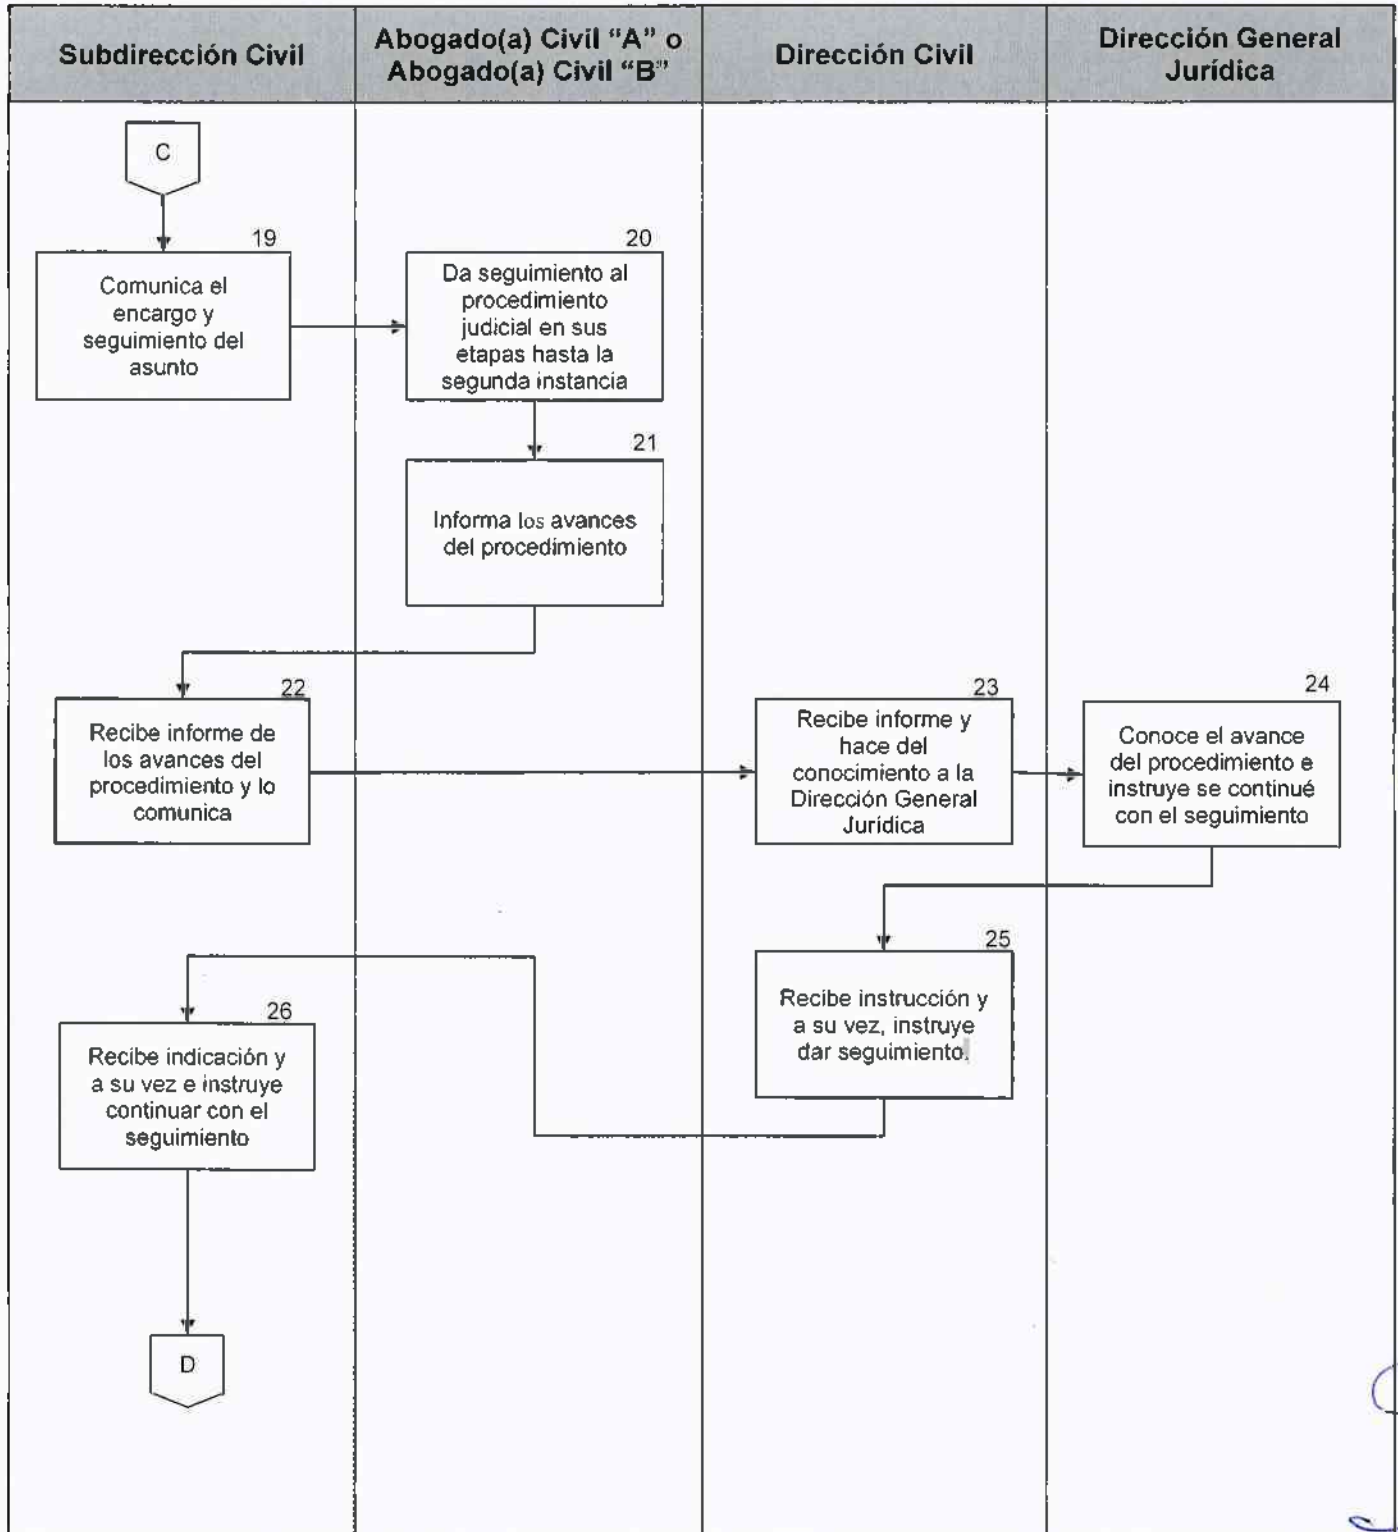 Subdirección Civil
Abogado(a) Civil “A” o
Abogado(a) Civil “B”
Dirección Civil
Dirección General
Jurídica
C
19
Comunica el
encargo y
seguimiento del
asunto
20
Da seguimiento al
procedimiento
judicial en sus
etapas hasta la
segunda instancia
21
Informa los avances
del procedimiento
22
Recibe informe de
los avances del
procedimiento y lo
comunica
23
Recibe informe y
hace del
conocimiento a la
Dirección General
Jurídica
24
Conoce el avance
del procedimiento e
instruye se continué
con el seguimiento
25
Recibe instrucción y
a su vez, instruye
dar seguimiento.
26
Recibe indicación y
a su vez e instruye
continuar con el
seguimiento
D